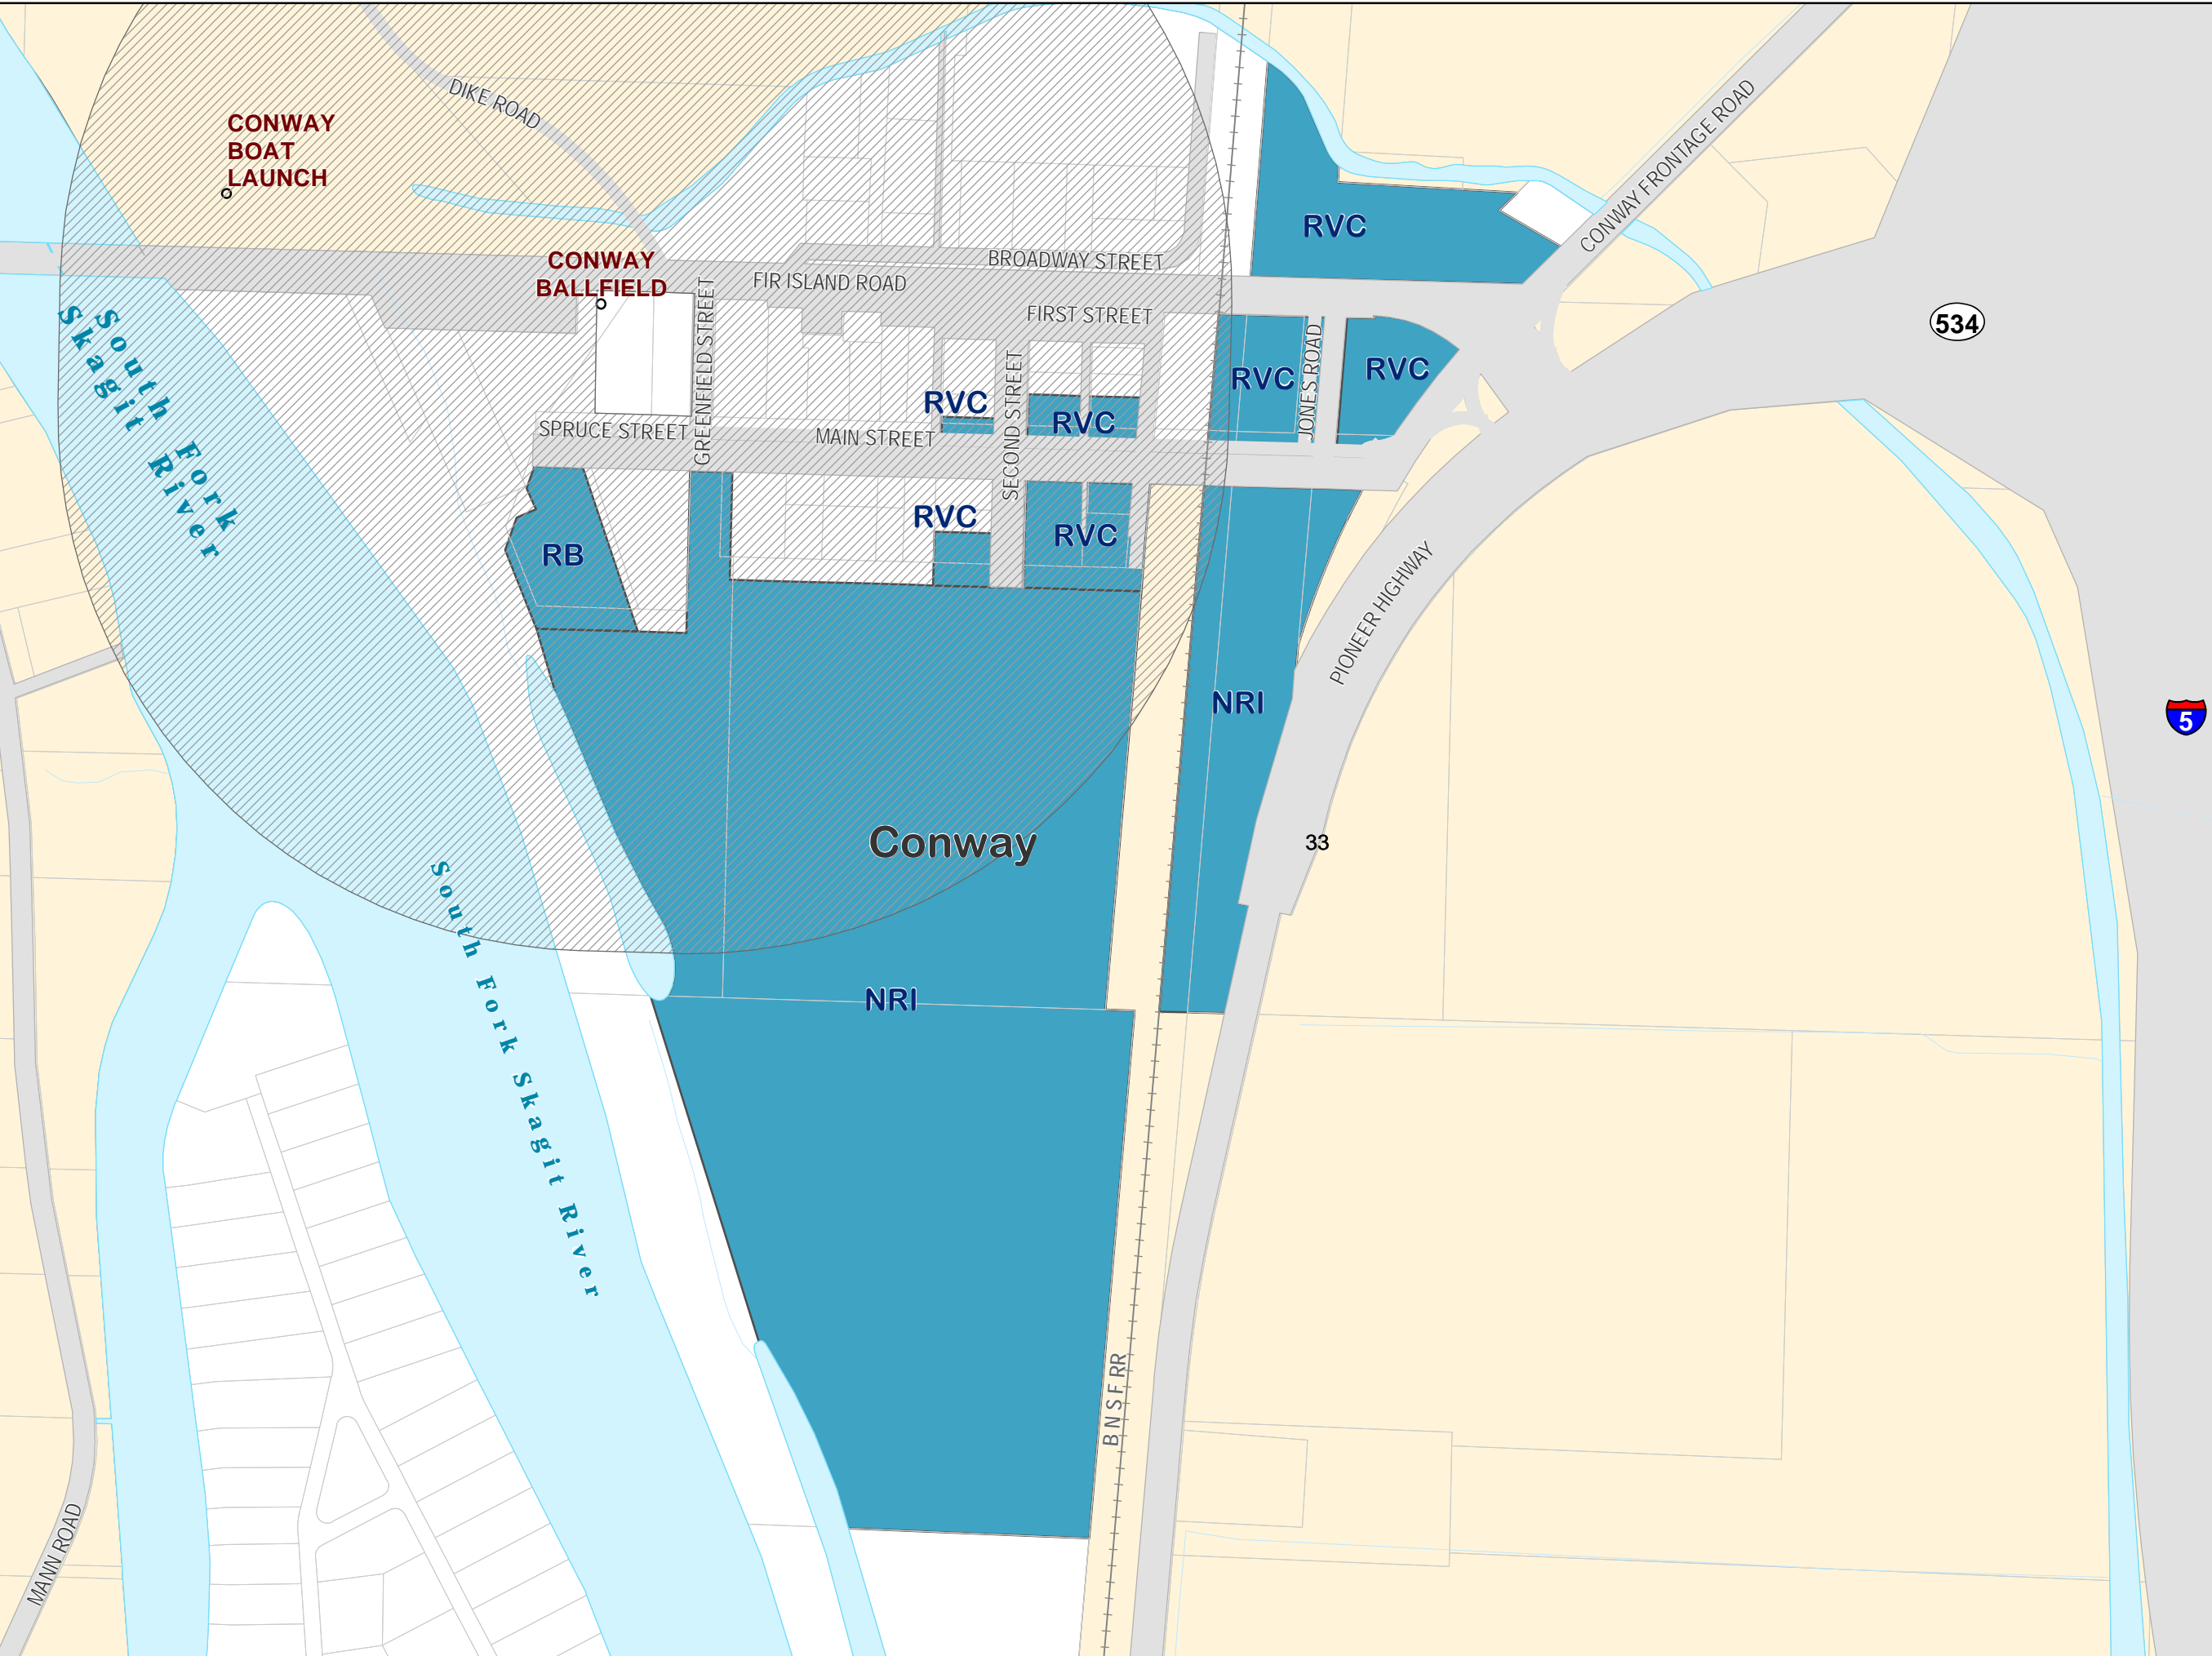 DIKE ROAD
CONWAY
BOAT
LAUNCH
CONWAY FRONTAGE ROAD
RVC
CONWAY
BALLFIELD
BROADWAY STREET
FIR ISLAND ROAD
FIRST STREET
534
South Fork
Skagit River
GREENFIELD STREET
JONES ROAD
RVC
RVC
SECOND STREET
RVC
RVC
SPRUCE STREET
MAIN STREET
RVC
RVC
RB
PIONEER HIGHWAY
NRI
5
Conway
33
South Fork Skagit River
NRI
B N S F RR
MANN ROAD